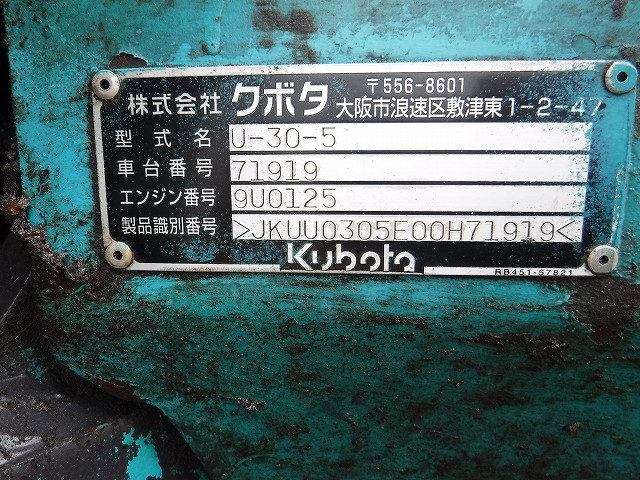 株式会社 クボタ 〒556-8601
大阪市浪速区敷津東1-2-47
型式名 U-30-5
車台番号 71919
エンジン番号 9U0125
製品識別番号 >JKUU0305E00H71919<
Kubota
RB451-57821